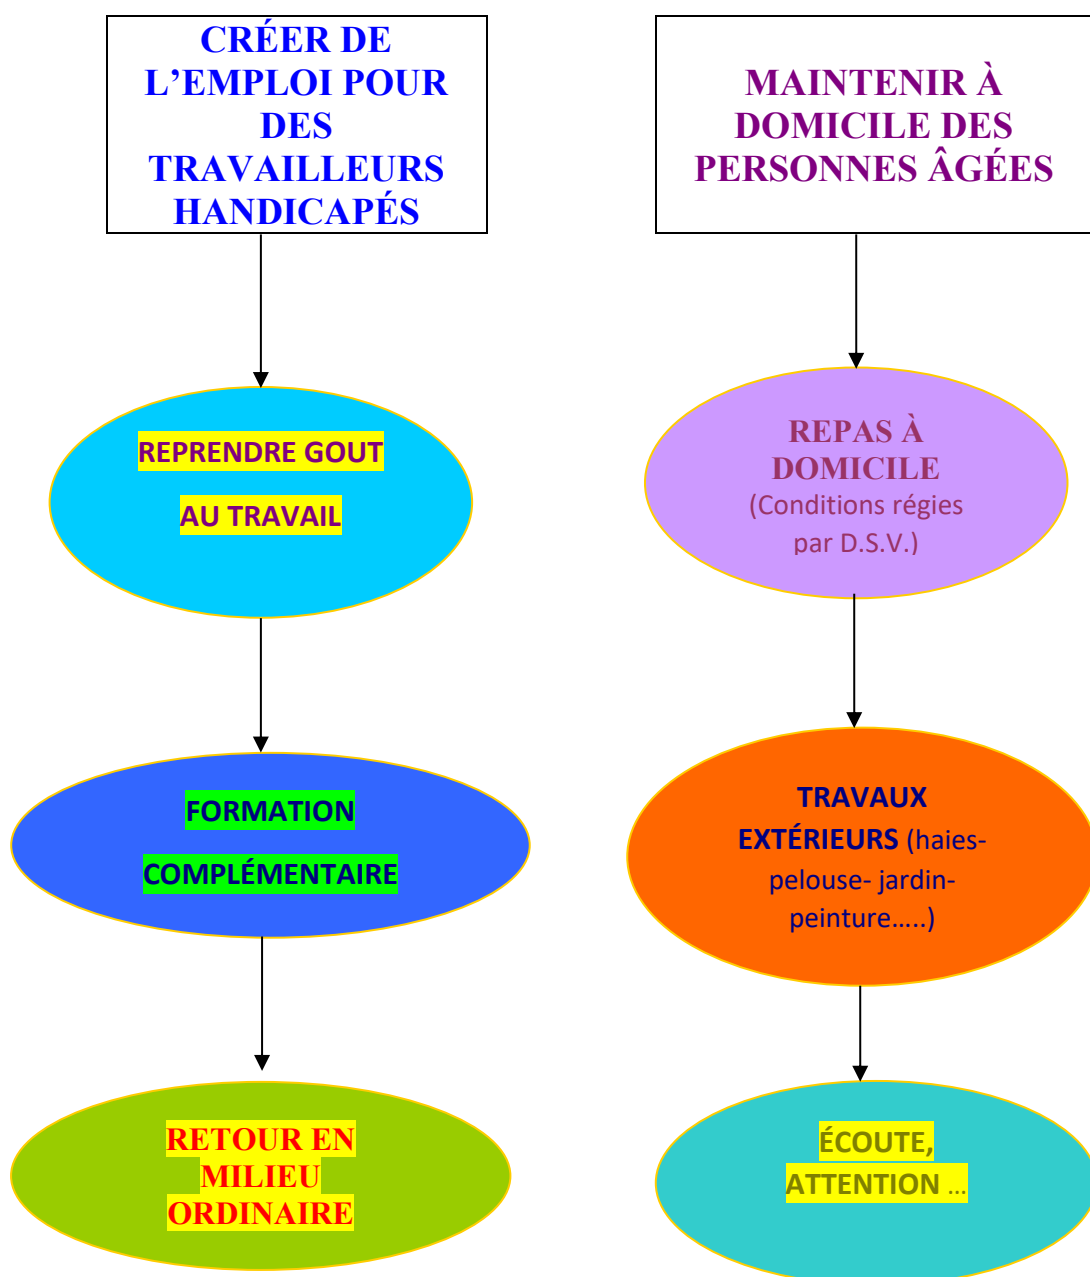 CRÉER DE
L’EMPLOI POUR
DES
TRAVAILLEURS
HANDICAPÉS
REPRENDRE GOUT
AU TRAVAIL
FORMATION
COMPLÉMENTAIRE
RETOUR EN
MILIEU
ORDINAIRE
MAINTENIR À
DOMICILE DES
PERSONNES ÂGÉES
REPAS À
DOMICILE
(Conditions régies
par D.S.V.)
TRAVAUX
EXTÉRIEURS (haies-
pelouse- jardin-
peinture…..)
ÉCOUTE,
ATTENTION …